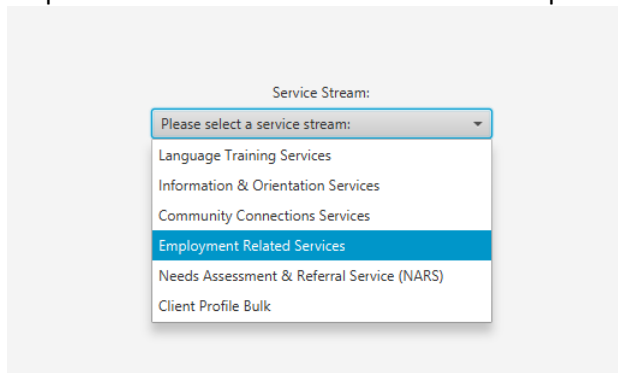 Service Stream:
Please select a service stream:
Language Training Services
Information & Orientation Services
Community Connections Services
Employment Related Services
Needs Assessment & Referral Service (NARS)
Client Profile Bulk